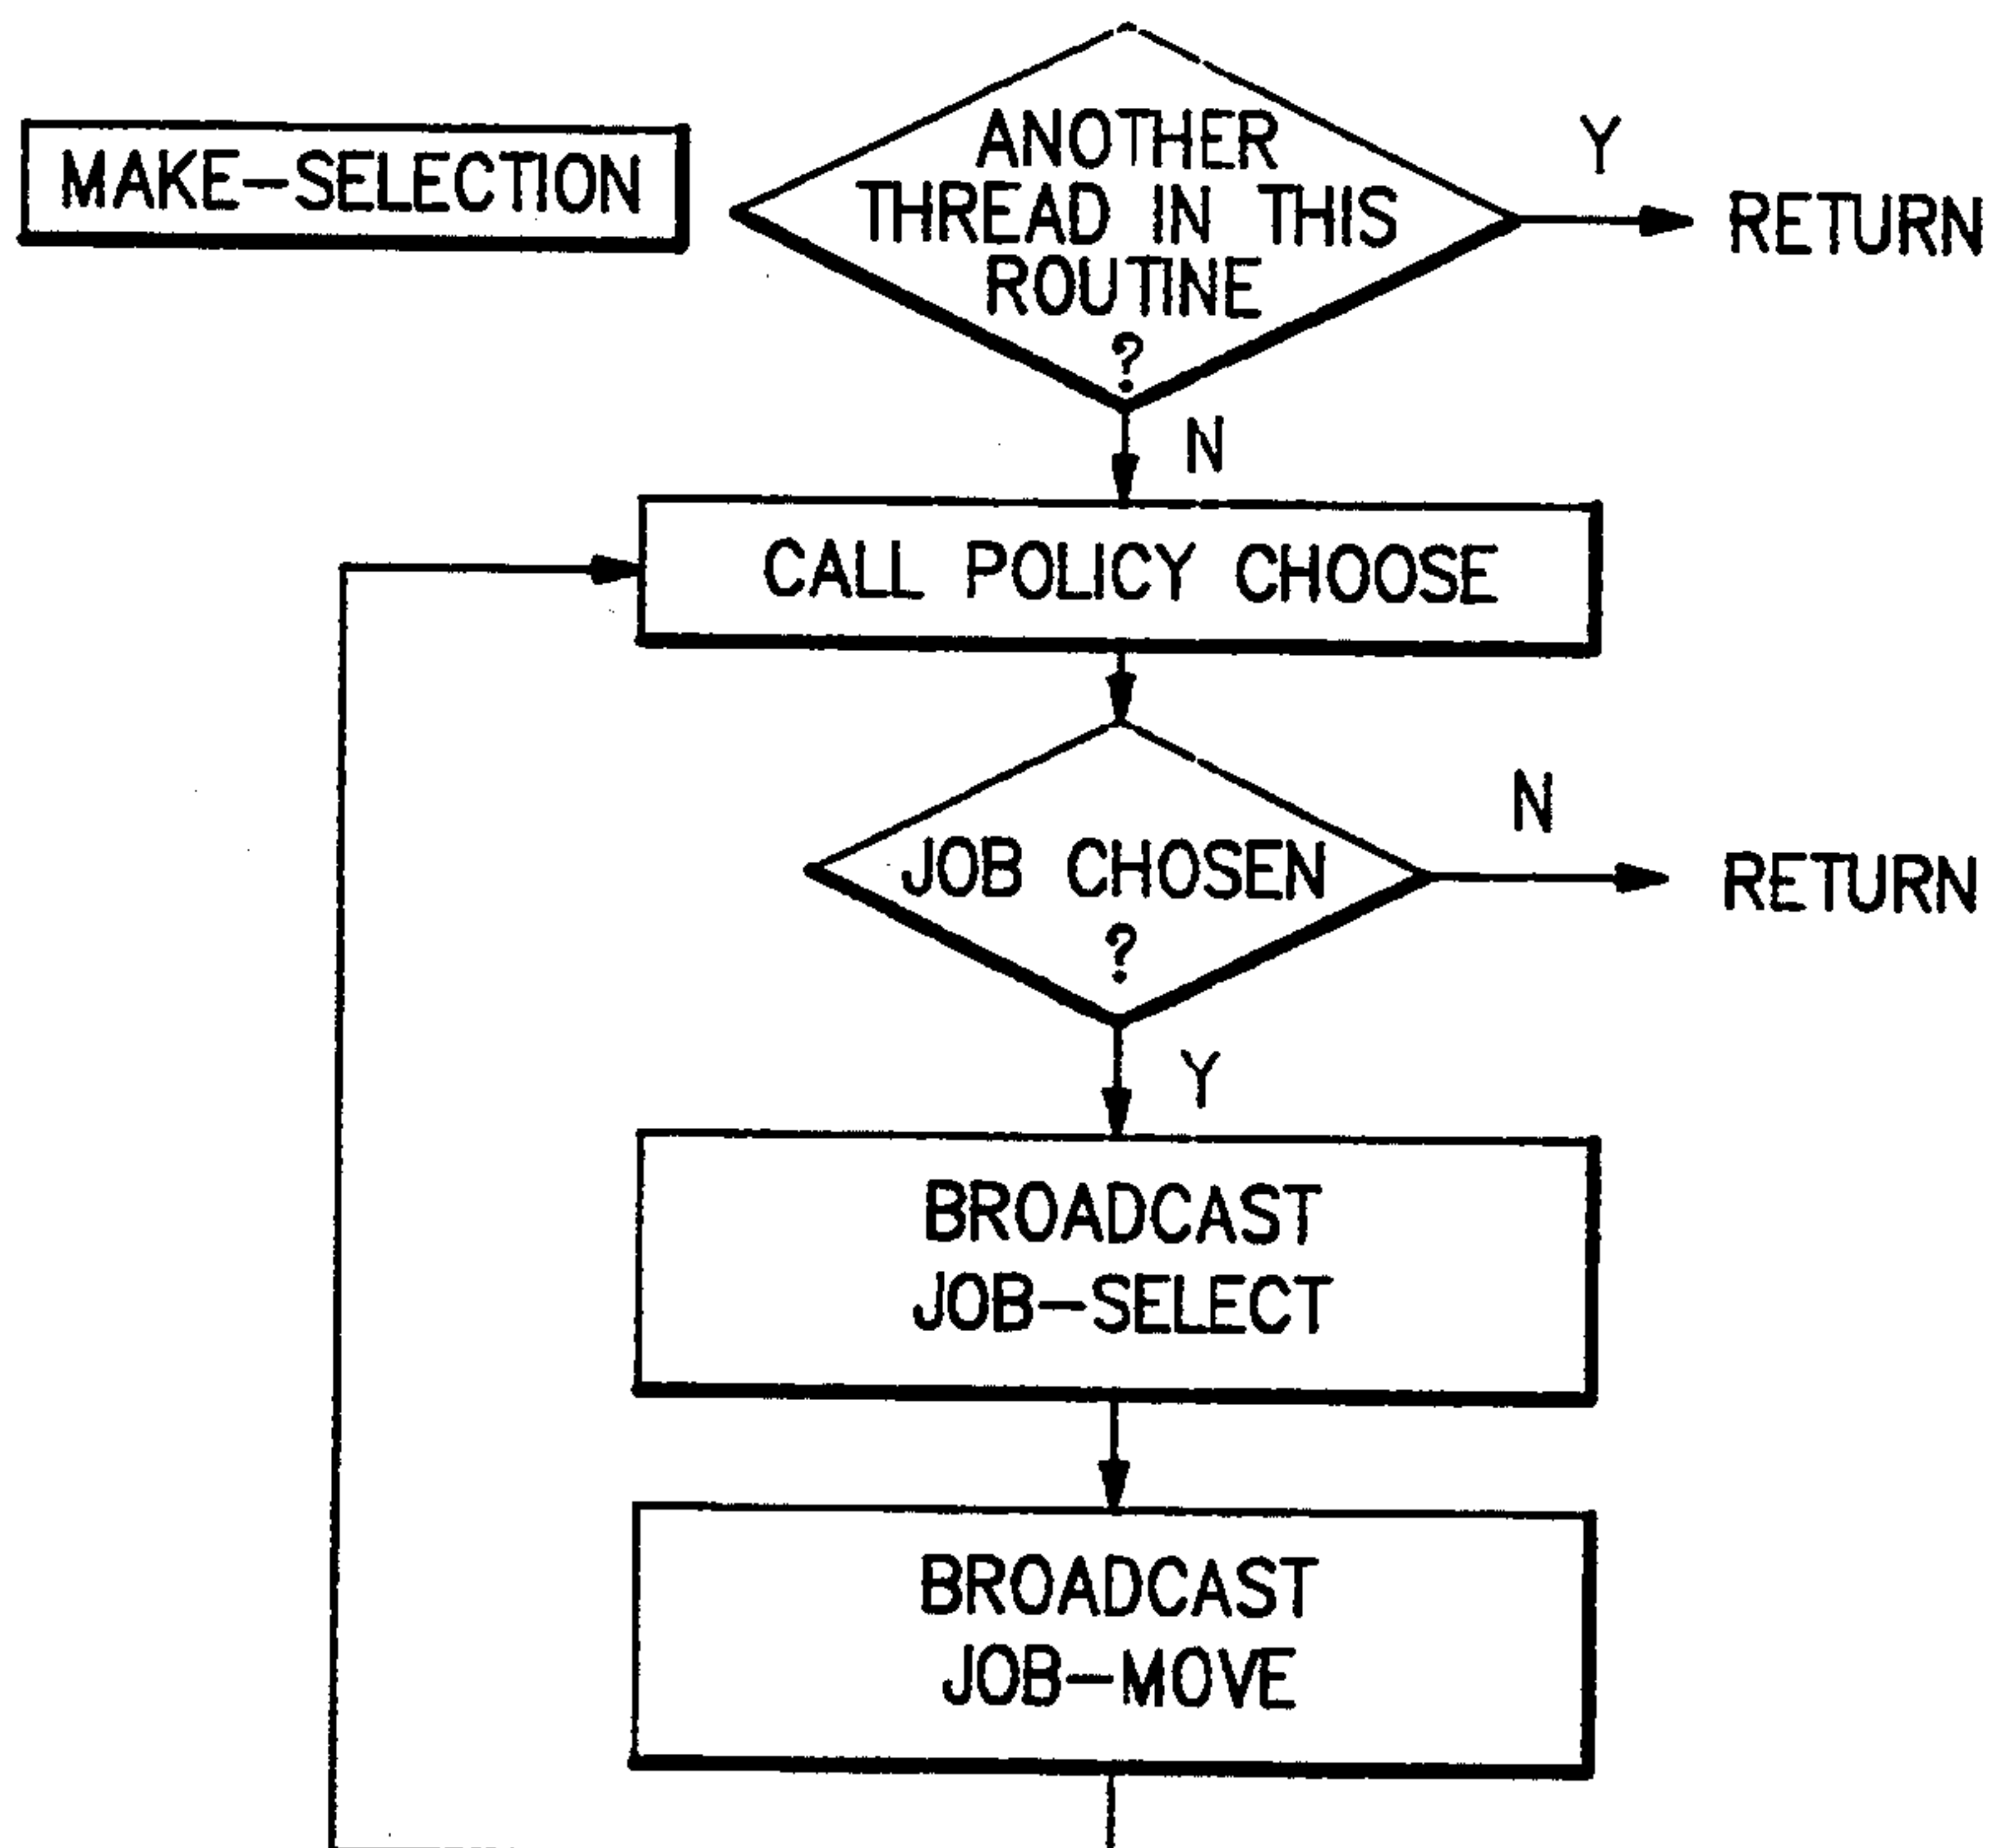 MAKE-SELECTION
ANOTHER
THREAD IN THIS
ROUTINE
?
Y
RETURN
N
CALL POLICY CHOOSE
JOB CHOSEN
?
N
RETURN
Y
BROADCAST
JOB-SELECT
BROADCAST
JOB-MOVE